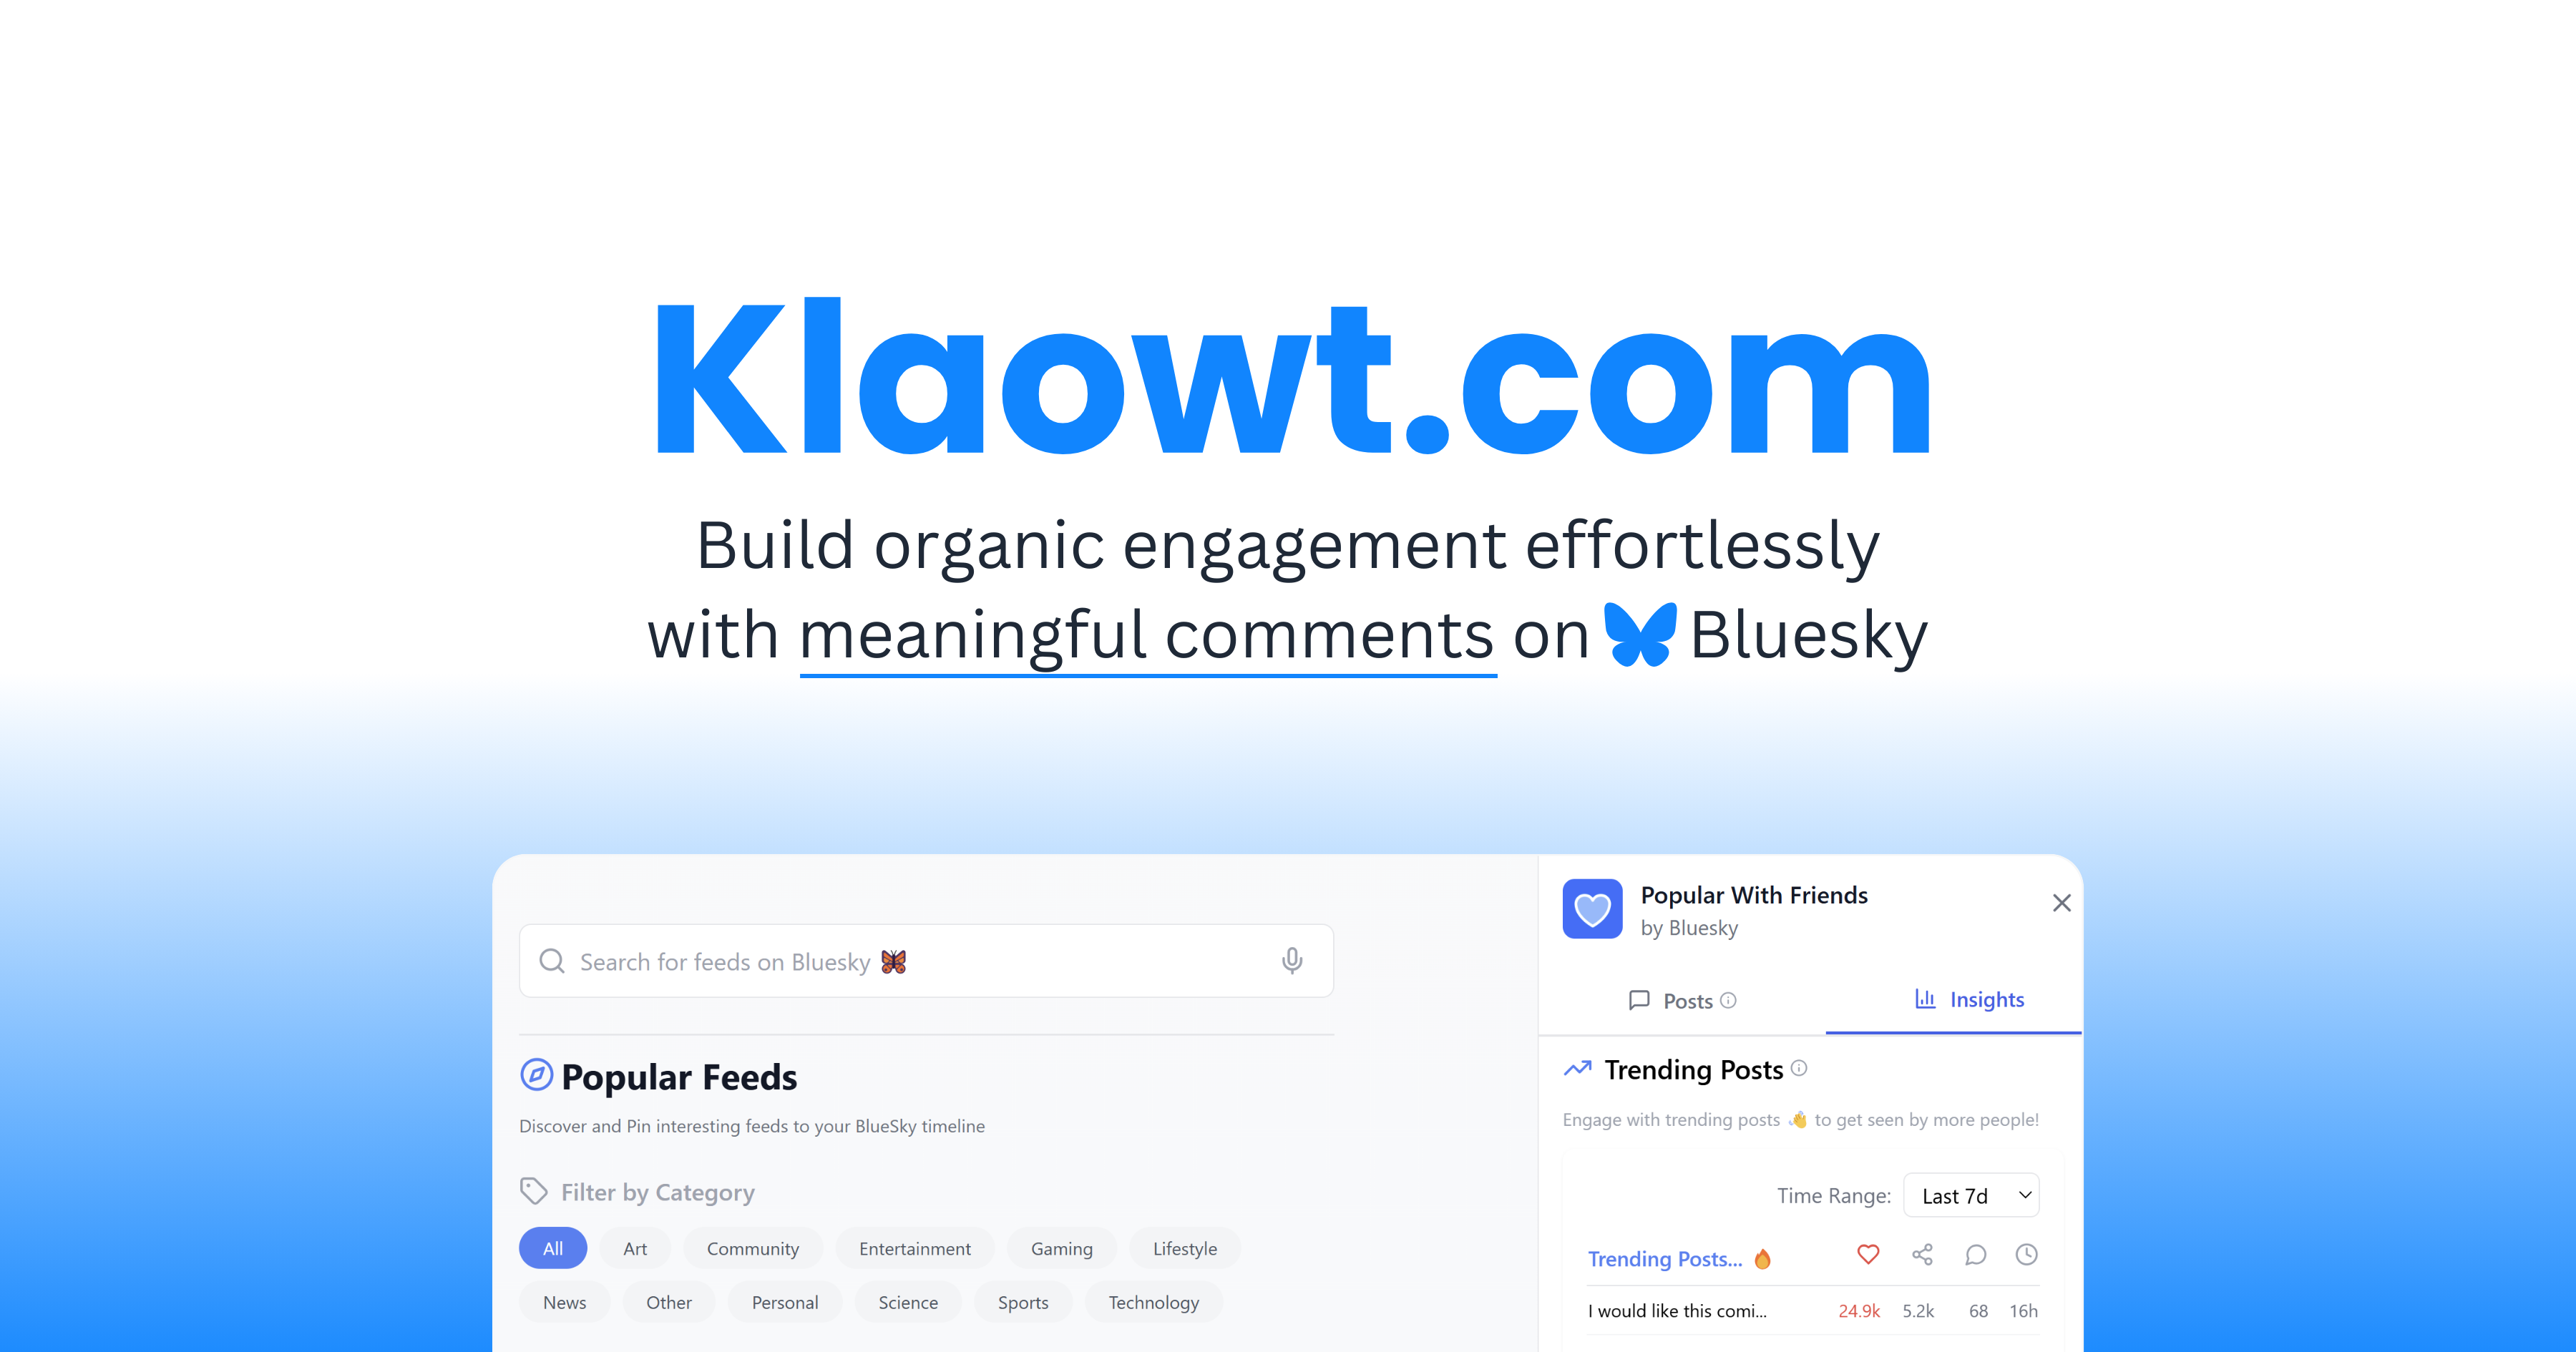 Klaowt.com
Build organic engagement effortlessly
with meaningful comments on Bluesky
Search for feeds on Bluesky
Popular Feeds
Discover and Pin interesting feeds to your BlueSky timeline
Filter by Category
All Art Community Entertainment Gaming Lifestyle
News Other Personal Science Sports Technology
Popular With Friends
by Bluesky
Posts Insights
Trending Posts
Engage with trending posts 👋 to get seen by more people!
Time Range: Last 7d
Trending Posts... 🔥
I would like this comi... 24.9k 5.2k 68 16h